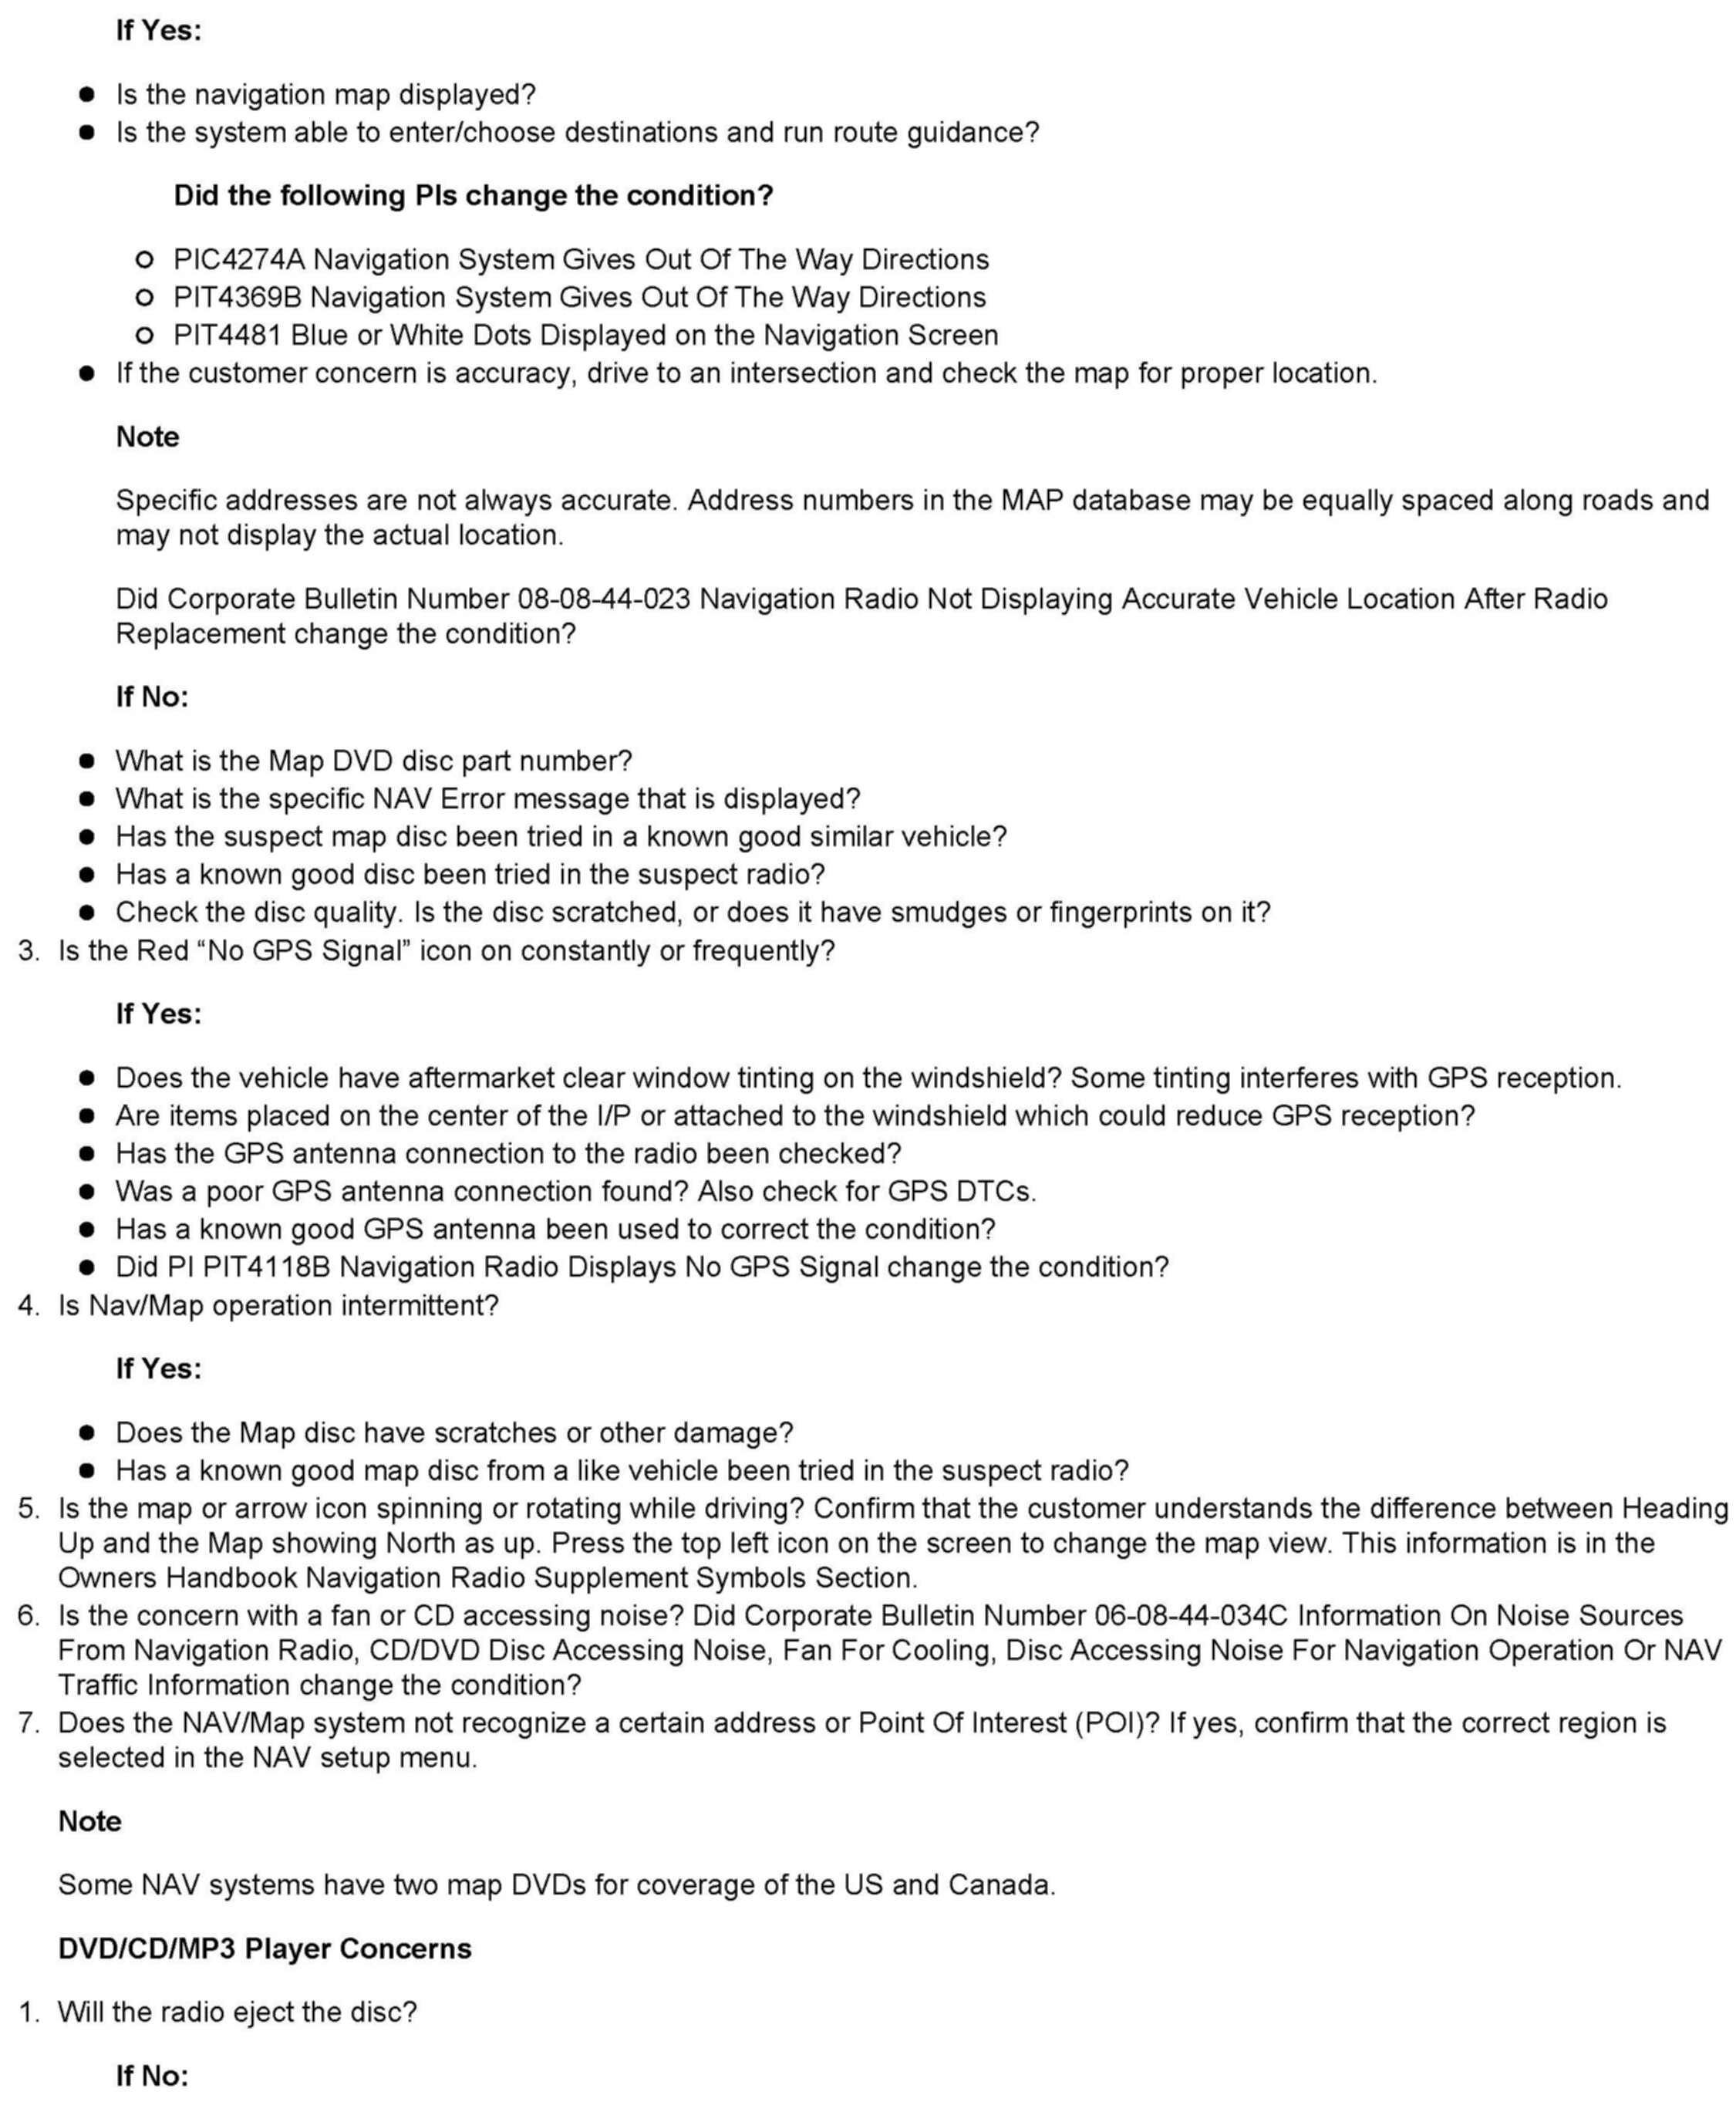 If Yes:
● Is the navigation map displayed?
● Is the system able to enter/choose destinations and run route guidance?
Did the following PIs change the condition?
○ PIC4274A Navigation System Gives Out Of The Way Directions
○ PIT4369B Navigation System Gives Out Of The Way Directions
○ PIT4481 Blue or White Dots Displayed on the Navigation Screen
● If the customer concern is accuracy, drive to an intersection and check the map for proper location.
Note
Specific addresses are not always accurate. Address numbers in the MAP database may be equally spaced along roads and
may not display the actual location.
Did Corporate Bulletin Number 08-08-44-023 Navigation Radio Not Displaying Accurate Vehicle Location After Radio
Replacement change the condition?
If No:
● What is the Map DVD disc part number?
● What is the specific NAV Error message that is displayed?
● Has the suspect map disc been tried in a known good similar vehicle?
● Has a known good disc been tried in the suspect radio?
● Check the disc quality. Is the disc scratched, or does it have smudges or fingerprints on it?
3. Is the Red “No GPS Signal” icon on constantly or frequently?
If Yes:
● Does the vehicle have aftermarket clear window tinting on the windshield? Some tinting interferes with GPS reception.
● Are items placed on the center of the I/P or attached to the windshield which could reduce GPS reception?
● Has the GPS antenna connection to the radio been checked?
● Was a poor GPS antenna connection found? Also check for GPS DTCs.
● Has a known good GPS antenna been used to correct the condition?
● Did PI PIT4118B Navigation Radio Displays No GPS Signal change the condition?
4. Is Nav/Map operation intermittent?
If Yes:
● Does the Map disc have scratches or other damage?
● Has a known good map disc from a like vehicle been tried in the suspect radio?
5. Is the map or arrow icon spinning or rotating while driving? Confirm that the customer understands the difference between Heading
Up and the Map showing North as up. Press the top left icon on the screen to change the map view. This information is in the
Owners Handbook Navigation Radio Supplement Symbols Section.
6. Is the concern with a fan or CD accessing noise? Did Corporate Bulletin Number 06-08-44-034C Information On Noise Sources
From Navigation Radio, CD/DVD Disc Accessing Noise, Fan For Cooling, Disc Accessing Noise For Navigation Operation Or NAV
Traffic Information change the condition?
7. Does the NAV/Map system not recognize a certain address or Point Of Interest (POI)? If yes, confirm that the correct region is
selected in the NAV setup menu.
Note
Some NAV systems have two map DVDs for coverage of the US and Canada.
DVD/CD/MP3 Player Concerns
1. Will the radio eject the disc?
If No: